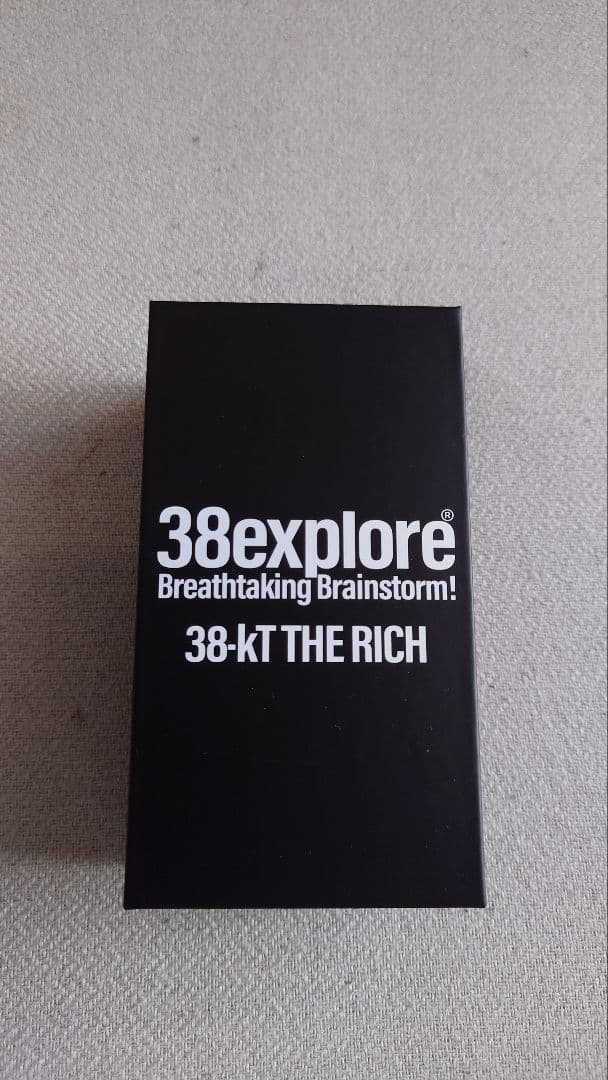 38explore®
Breathtaking Brainstorm!
38-kT THE RICH